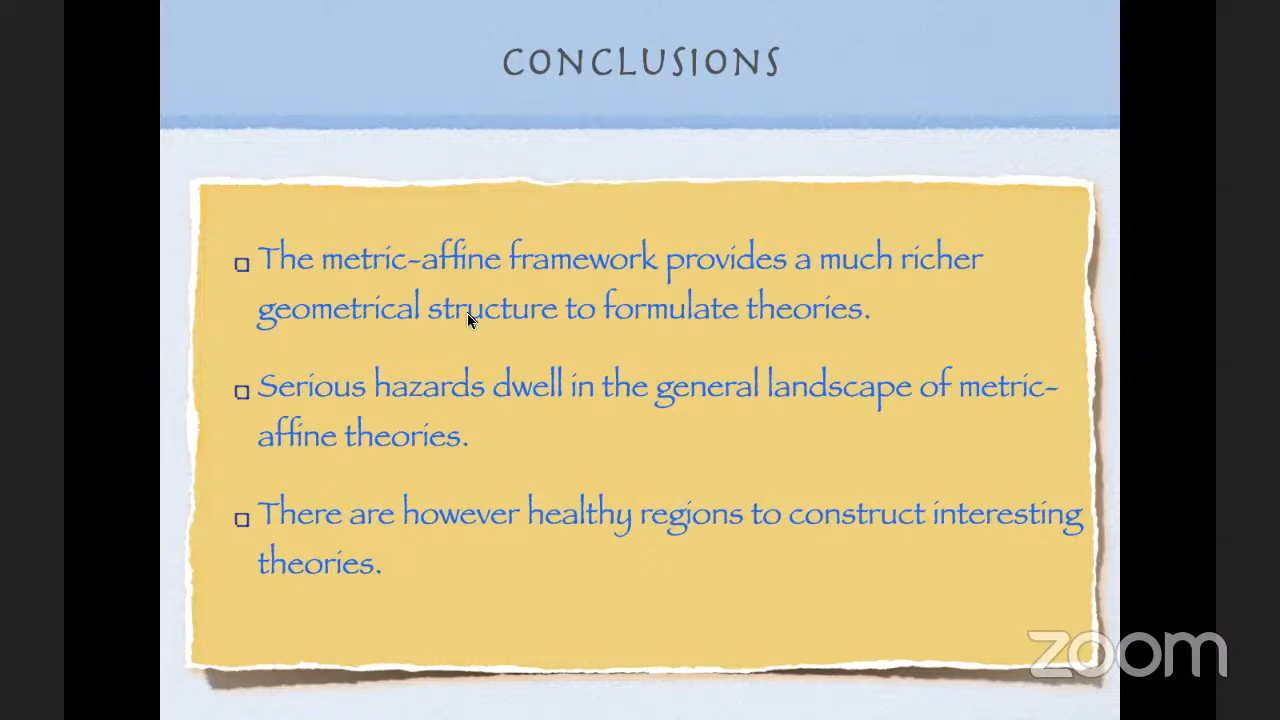 CONCLUSIONS
The metric-affine framework provides a much richer
geometrical structure to formulate theories.
Serious hazards dwell in the general landscape of metric-
affine theories.
There are however healthy regions to construct interesting
theories.
zoom